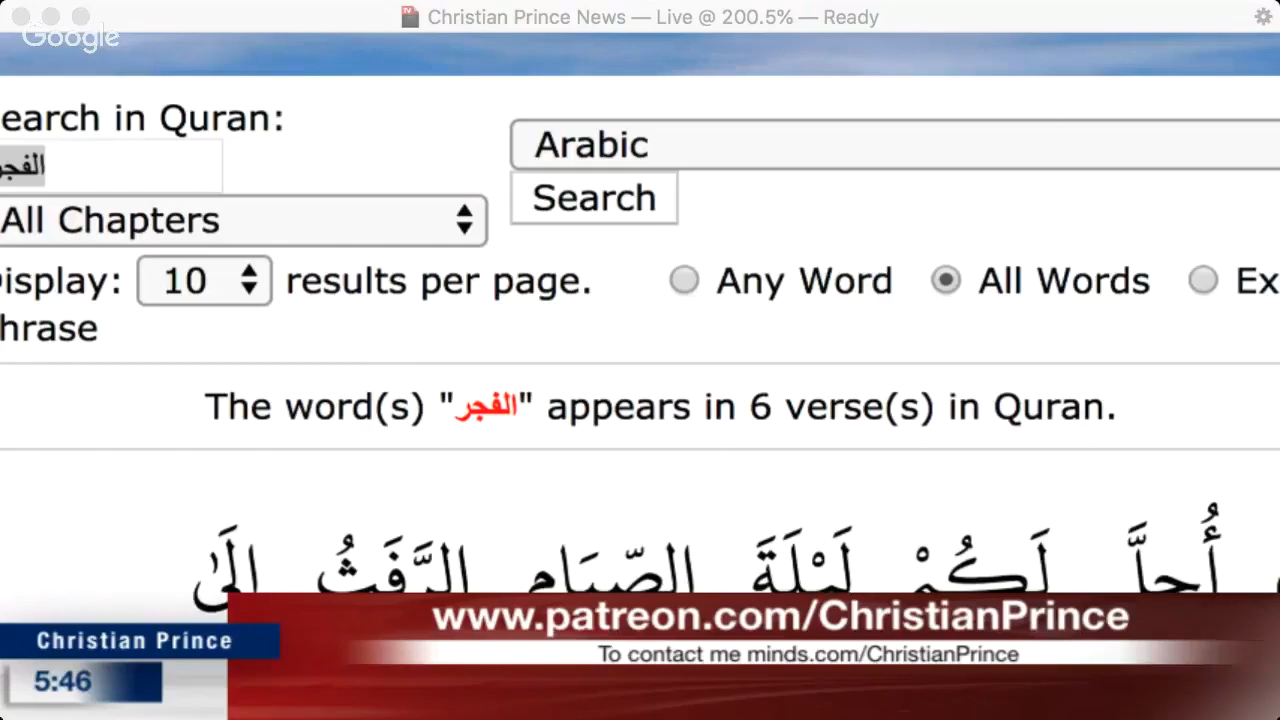 Christian Prince News — Live @ 200.5% — Ready
Google
earch in Quran:
Arabic
الفجر
Search
All Chapters
isplay: 10 results per page. Any Word All Words Ex
hrase
The word(s) "الفجر" appears in 6 verse(s) in Quran.
أُحِلَّ لَكُمْ لَيْلَةَ الصِّيَامِ الرَّفَثُ إِلَىٰ
www.patreon.com/ChristianPrince
Christian Prince
To contact me minds.com/ChristianPrince
5:46